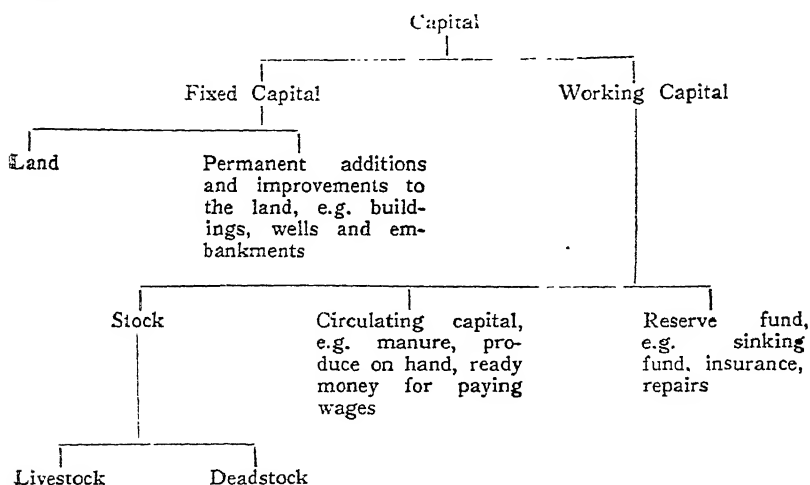 Capital
Fixed Capital
Working Capital
Land
Permanent additions
and improvements to
the land, e.g. build-
ings, wells and em-
bankments
Stock
Circulating capital,
e.g. manure, pro-
duce on hand, ready
money for paying
wages
Reserve fund,
e.g. sinking
fund, insurance,
repairs
Livestock
Deadstock